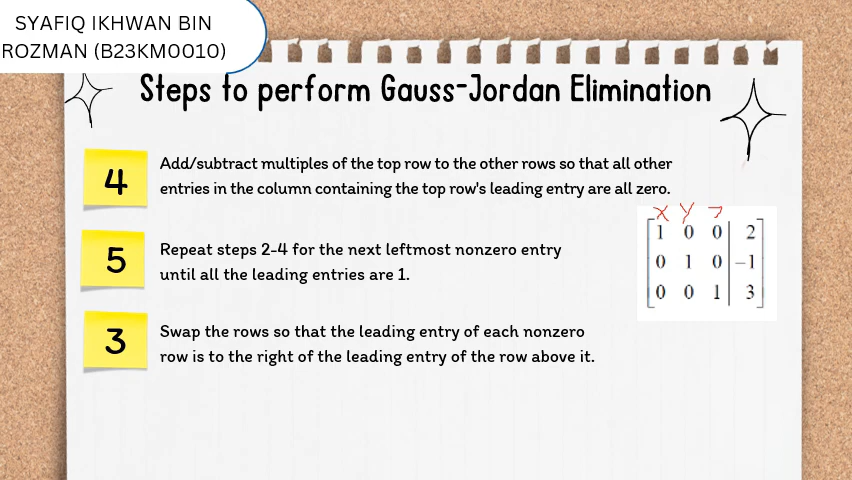 SYAFIQ IKHWAN BIN
ROZMAN (B23KM0010)
Steps to perform Gauss-Jordan Elimination
4
Add/subtract multiples of the top row to the other rows so that all other
entries in the column containing the top row's leading entry are all zero.
x y z
1 0 0 2
0 1 0 -1
0 0 1 3
5
Repeat steps 2-4 for the next leftmost nonzero entry
until all the leading entries are 1.
3
Swap the rows so that the leading entry of each nonzero
row is to the right of the leading entry of the row above it.